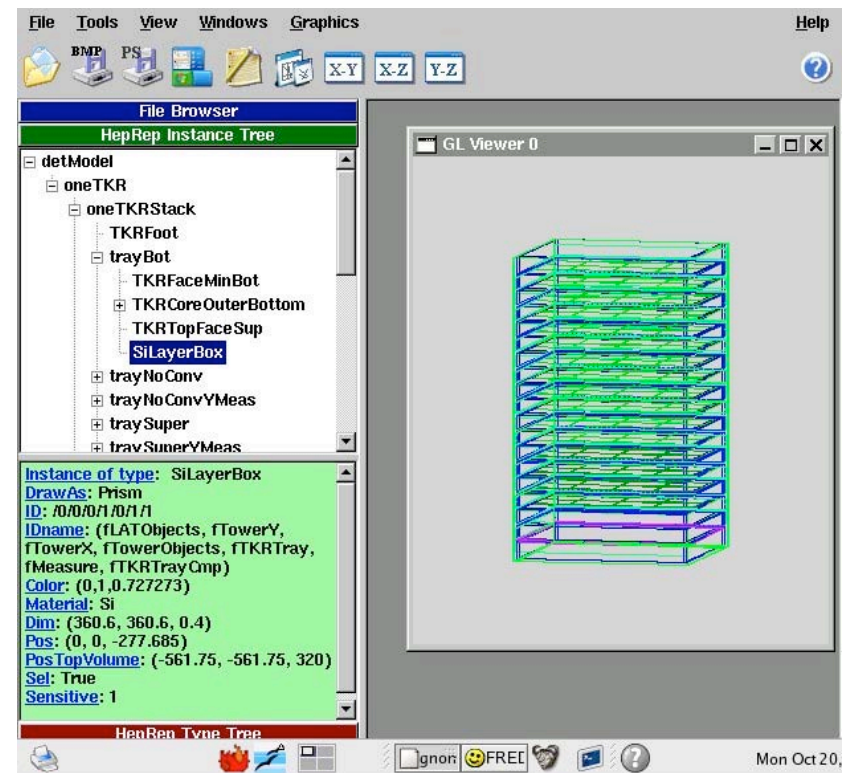 File Tools View Windows Graphics Help
BMP PS X-Y X-Z Y-Z
File Browser
HepRep Instance Tree
detModel
oneTKR
oneTKRStack
TKRFoot
trayBot
TKRFaceMinBot
TKRCoreOuterBottom
TKRTopFaceSup
SiLayerBox
trayNoConv
trayNoConvYMeas
traySuper
traySuperYMeas
Instance of type: SiLayerBox
DrawAs: Prism
ID: /0/0/0/1/0/1/1
IDname: (fLATObjects, fTowerY,
fTowerX, fTowerObjects, fTKRTray,
fMeasure, fTKRTrayCmp)
Color: (0,1,0.727273)
Material: Si
Dim: (360.6, 360.6, 0.4)
Pos: (0, 0, -277.685)
PosTopVolume: (-561.75, -561.75, 320)
Sel: True
Sensitive: 1
HepRep Type Tree
GL Viewer 0
gnon FREE Mon Oct 20,